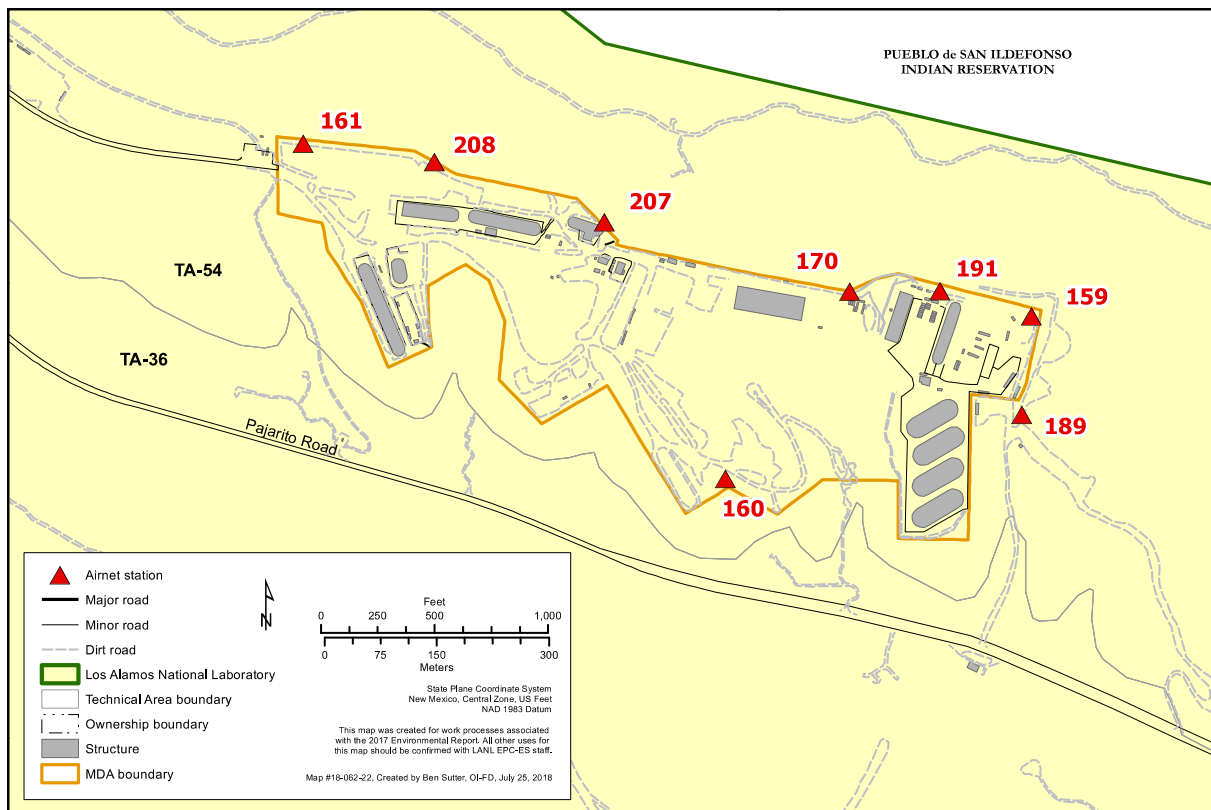 PUEBLO de SAN ILDEFONSO
INDIAN RESERVATION
161
208
207
170
191
159
TA-54
TA-36
189
Pajarito Road
160
Airnet station
Major road
Minor road
Dirt road
Los Alamos National Laboratory
Technical Area boundary
Ownership boundary
Structure
MDA boundary
N
Feet
0 250 500 1,000
0 75 150 300
Meters
State Plane Coordinate System
New Mexico, Central Zone, US Feet
NAD 1983 Datum
This map was created for work processes associated
with the 2017 Environmental Report. All other uses for
this map should be confirmed with LANL EPC-ES staff.
Map #18-062-22, Created by Ben Sutter, OI-FD, July 25, 2018